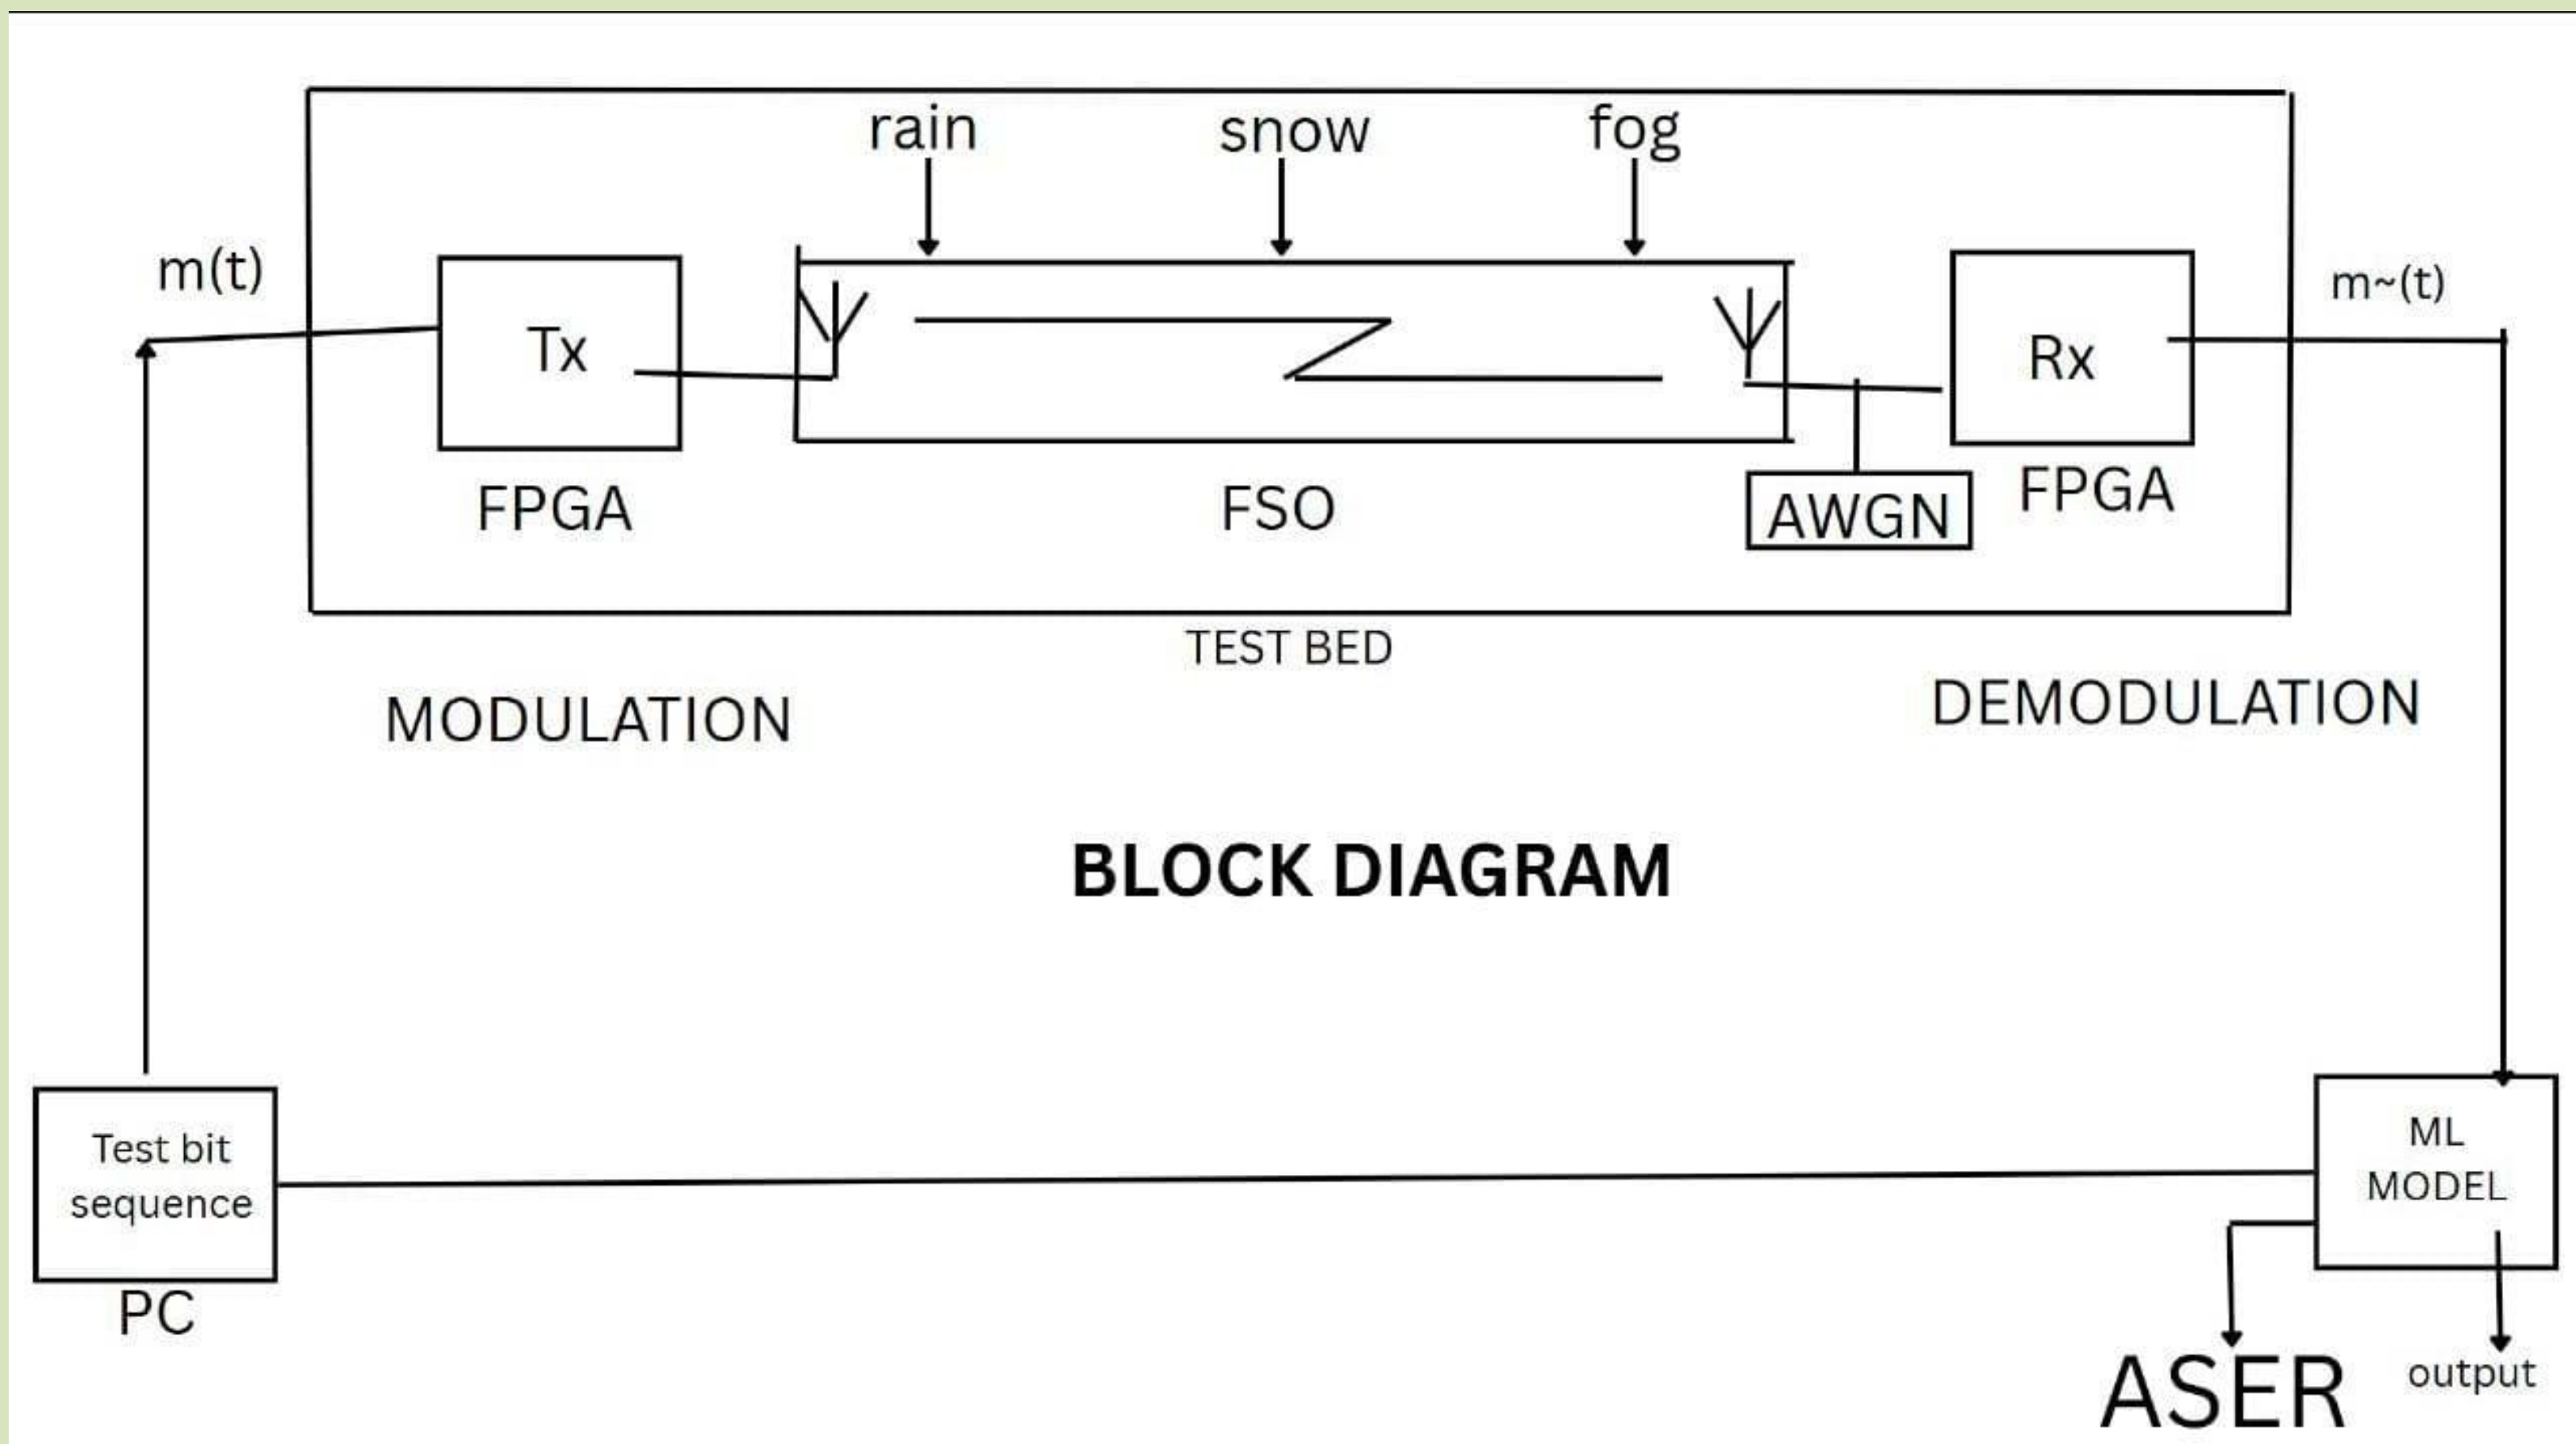 rain
snow
fog
m(t)
m~(t)
Tx
Rx
FPGA
FSO
AWGN
FPGA
TEST BED
MODULATION
DEMODULATION
BLOCK DIAGRAM
Test bit
sequence
PC
ML
MODEL
ASER
output